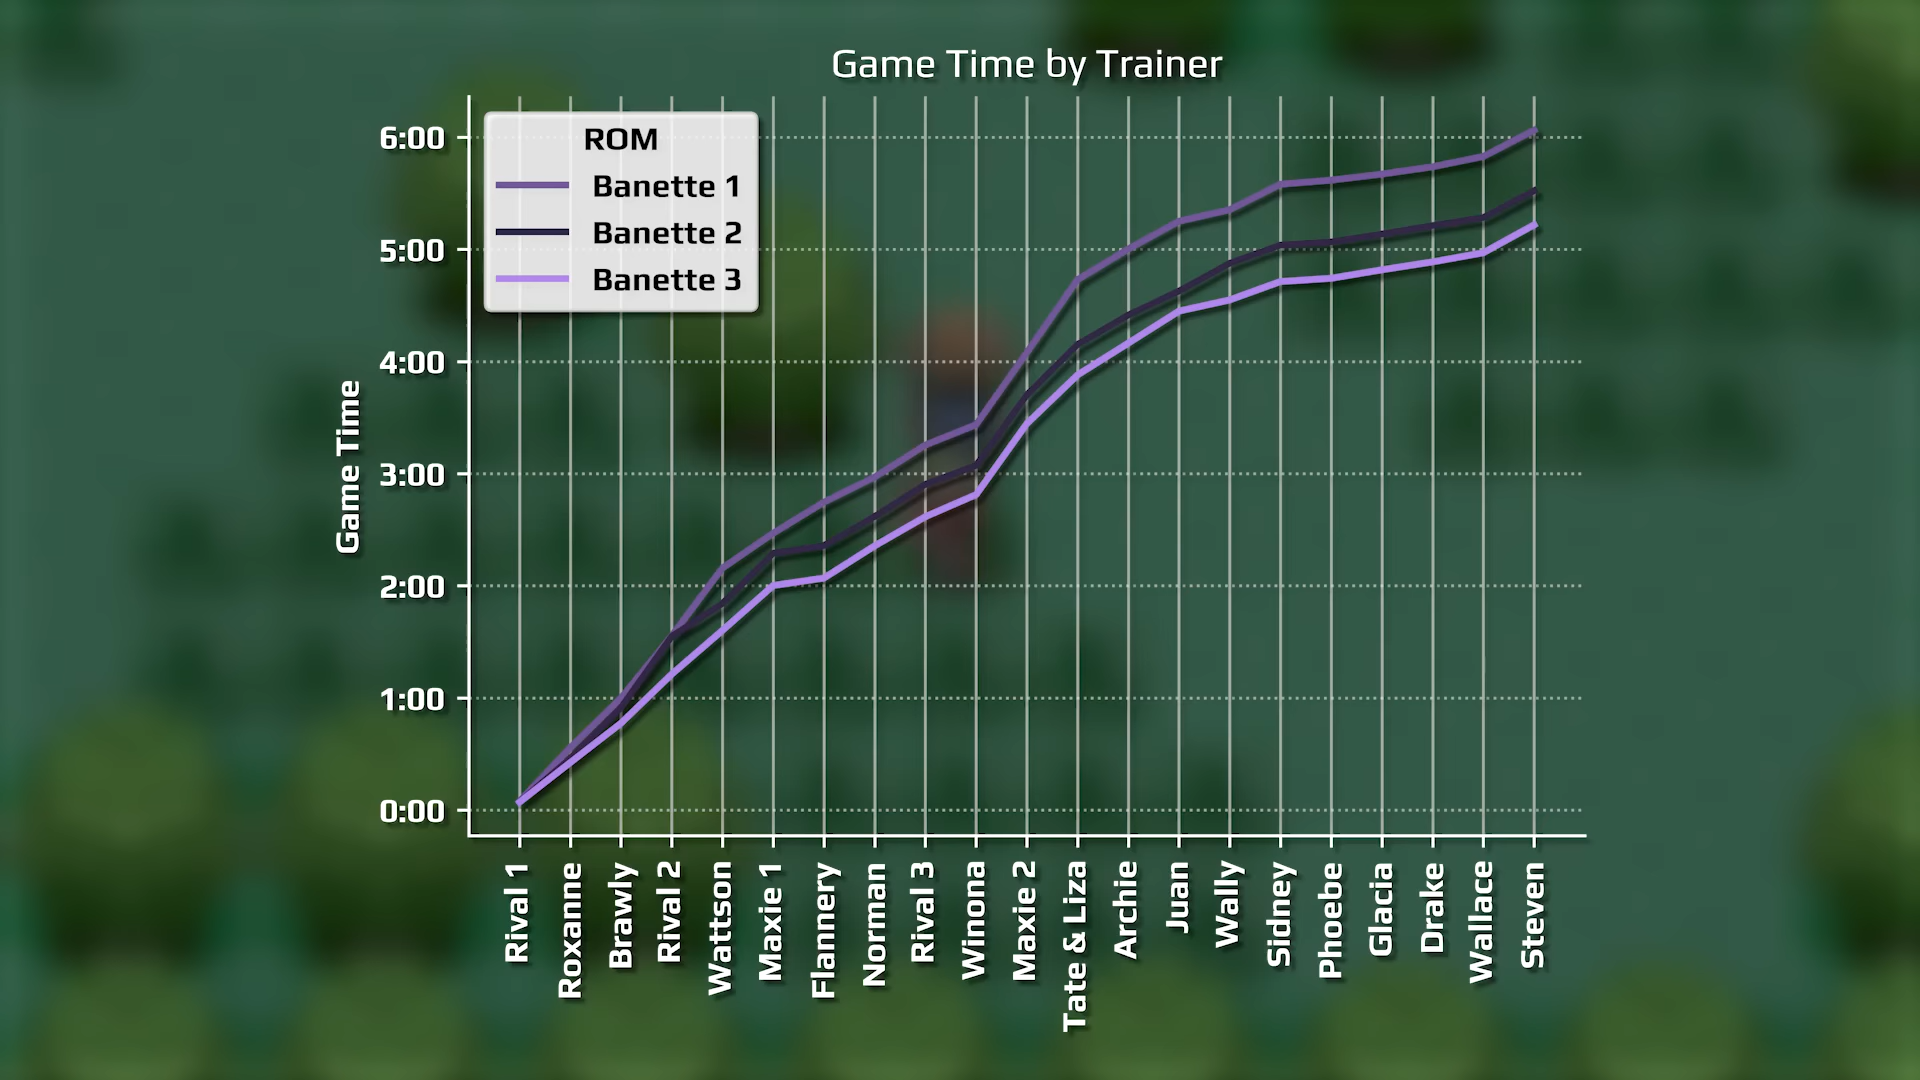 Game Time by Trainer
ROM
Banette 1
Banette 2
Banette 3
6:00
5:00
4:00
3:00
2:00
1:00
0:00
Game Time
Rival 1
Roxanne
Brawly
Rival 2
Wattson
Maxie 1
Flannery
Norman
Rival 3
Winona
Maxie 2
Tate & Liza
Archie
Juan
Wally
Sidney
Phoebe
Glacia
Drake
Wallace
Steven